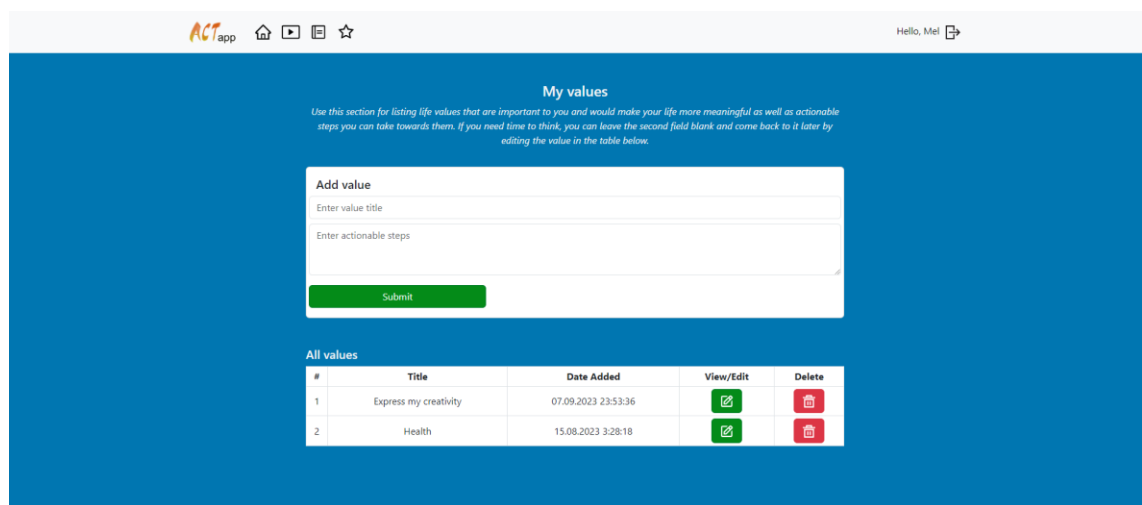 ACTapp
Hello, Mel
My values
Use this section for listing life values that are important to you and would make your life more meaningful as well as actionable
steps you can take towards them. If you need time to think, you can leave the second field blank and come back to it later by
editing the value in the table below.
Add value
Enter value title
Enter actionable steps
Submit
All values
# Title Date Added View/Edit Delete
1 Express my creativity 07.09.2023 23:53:36
2 Health 15.08.2023 3:28:18